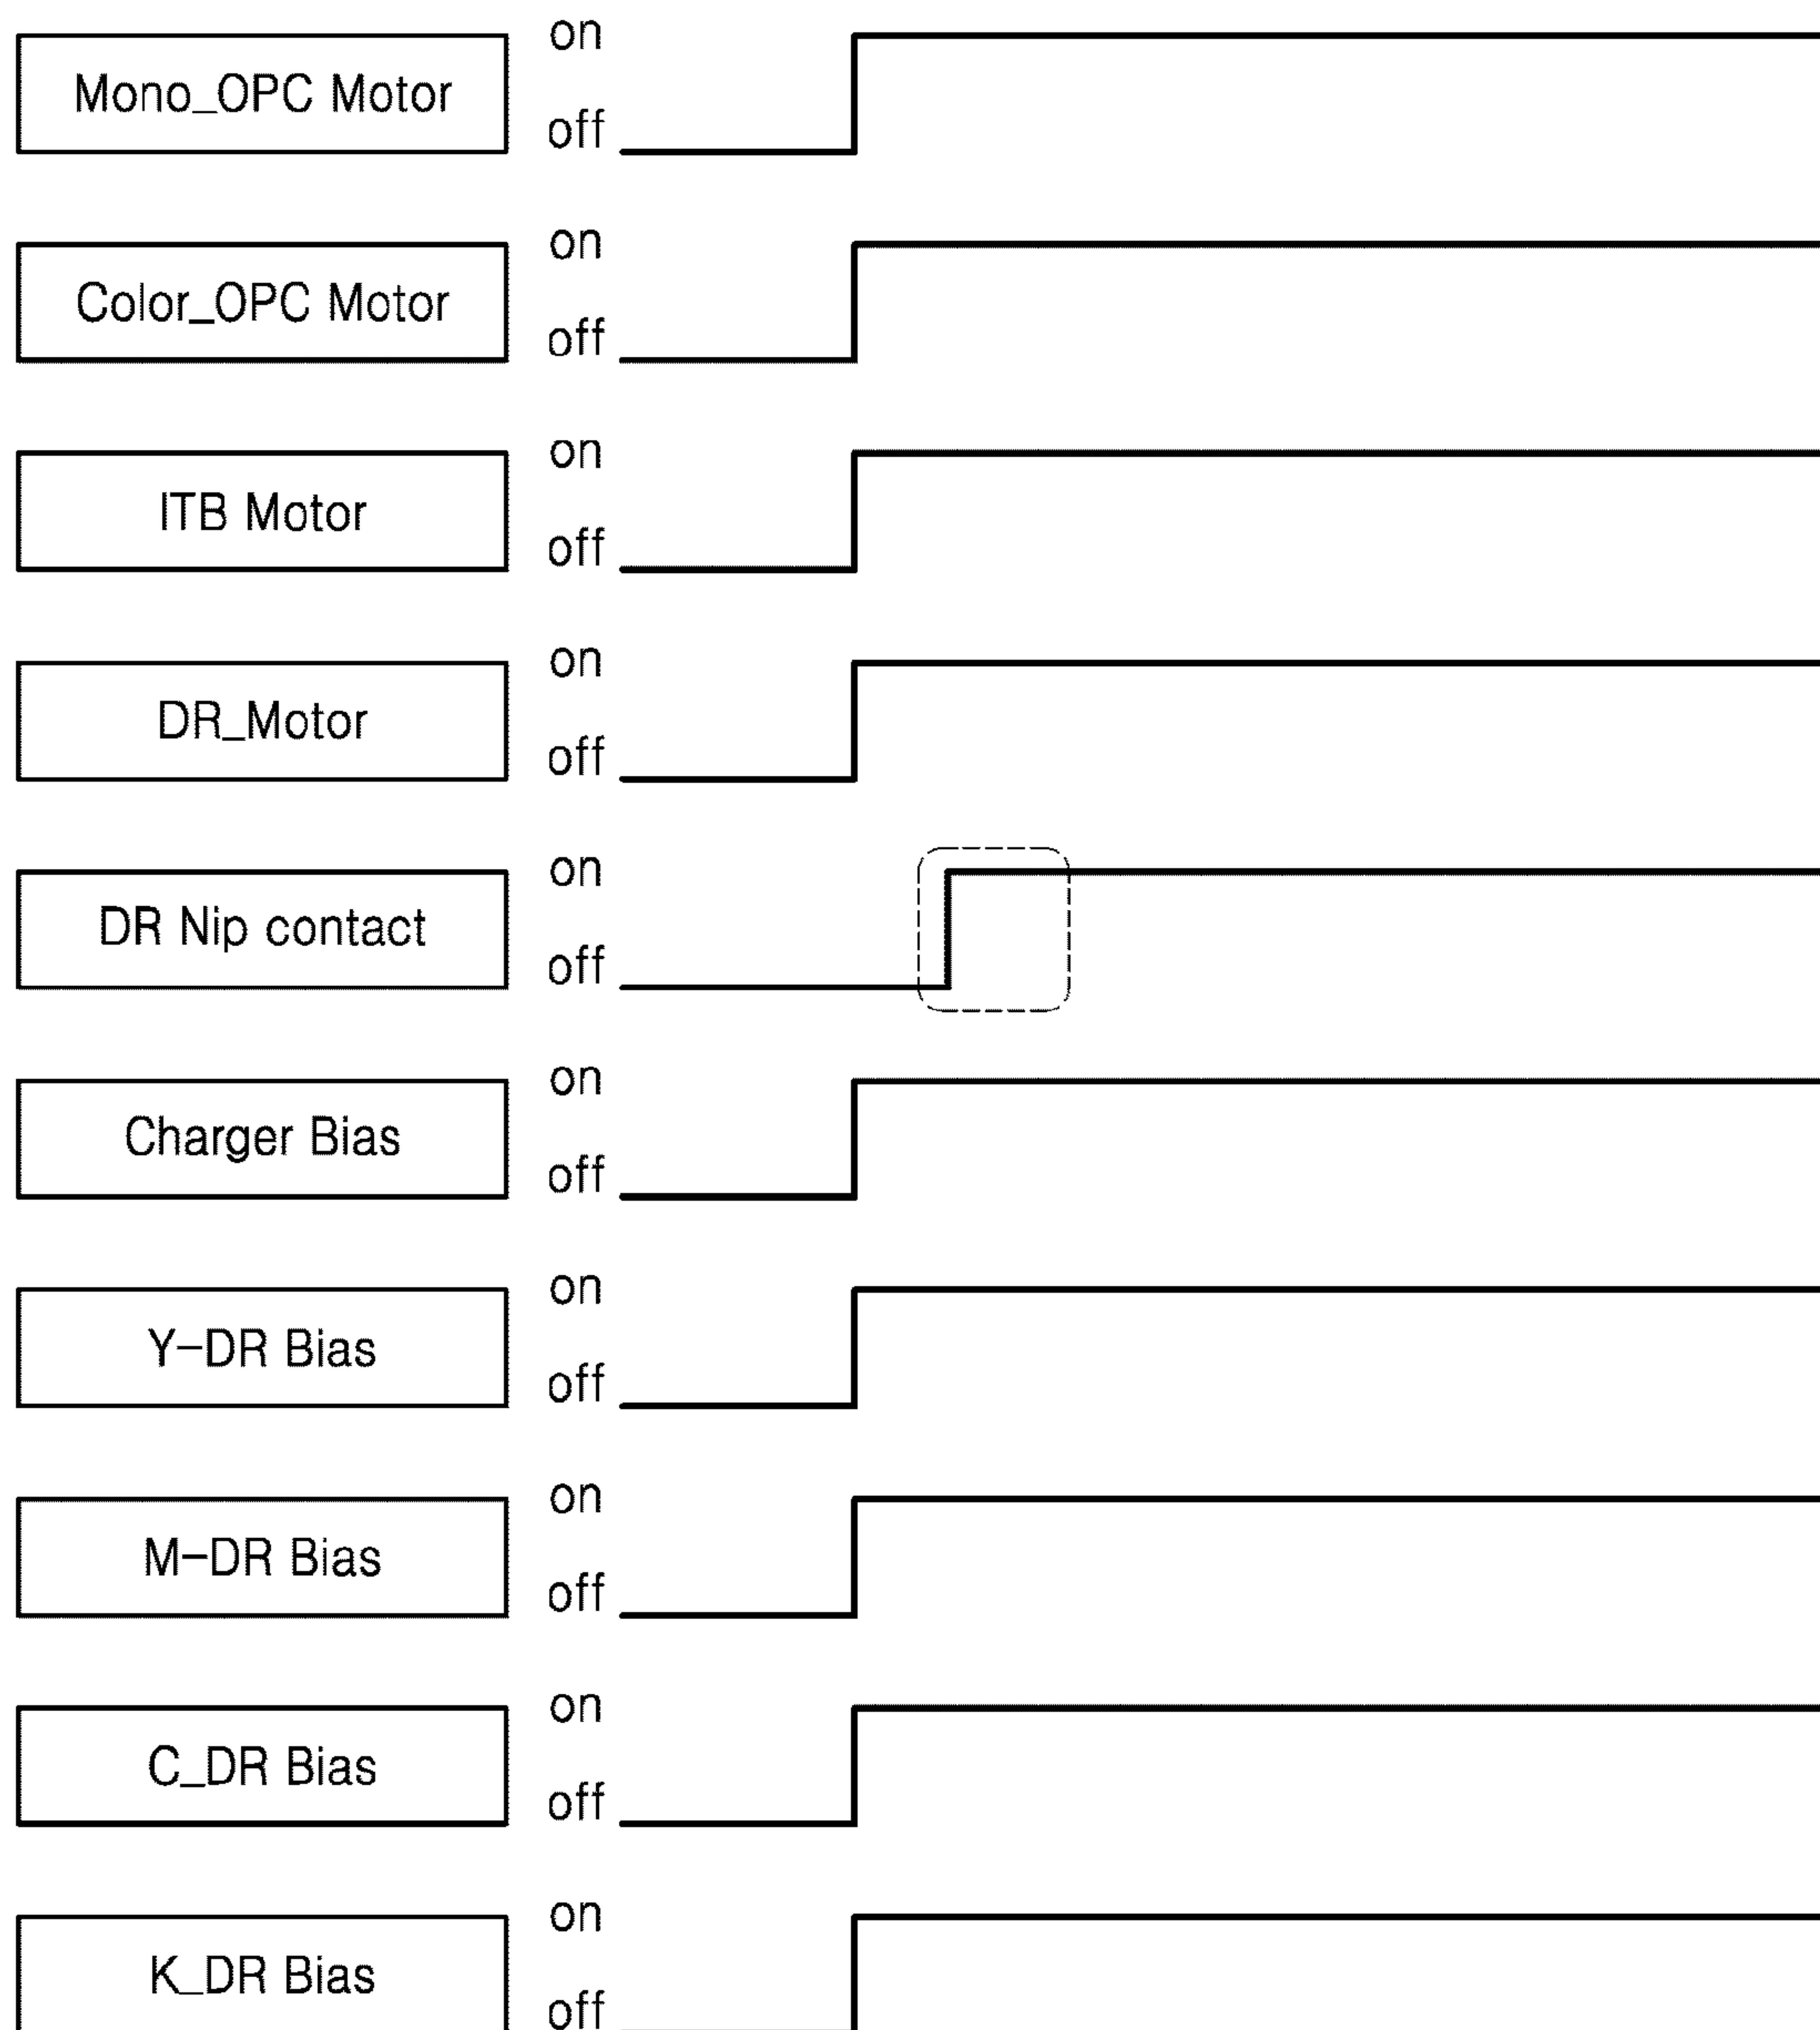 on
Mono_OPC Motor
off
on
Color_OPC Motor
off
on
ITB Motor
off
on
DR_Motor
off
on
DR Nip contact
off
on
Charger Bias
off
on
Y-DR Bias
off
on
M-DR Bias
off
on
C_DR Bias
off
on
K_DR Bias
off